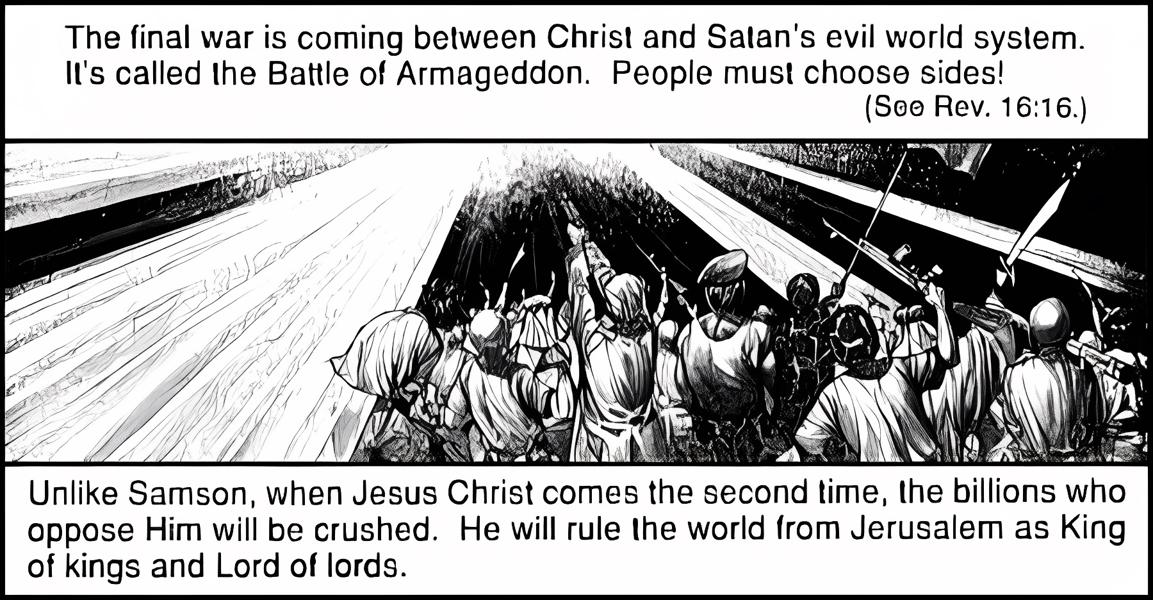 The final war is coming between Christ and Satan's evil world system.
It's called the Battle of Armageddon. People must choose sides!
(See Rev. 16:16.)
Unlike Samson, when Jesus Christ comes the second time, the billions who
oppose Him will be crushed. He will rule the world from Jerusalem as King
of kings and Lord of lords.